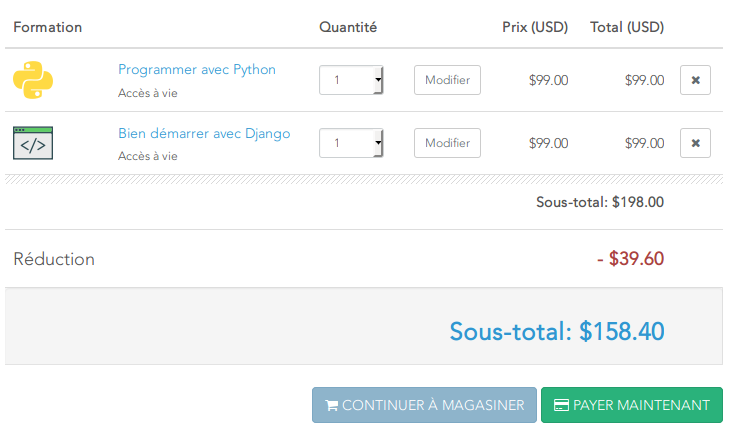 Formation Quantité Prix (USD) Total (USD)
Programmer avec Python
Accès à vie
1 Modifier $99.00 $99.00
Bien démarrer avec Django
Accès à vie
</> 1 Modifier $99.00 $99.00
Sous-total: $198.00
Réduction - $39.60
Sous-total: $158.40
CONTINUER À MAGASINER PAYER MAINTENANT